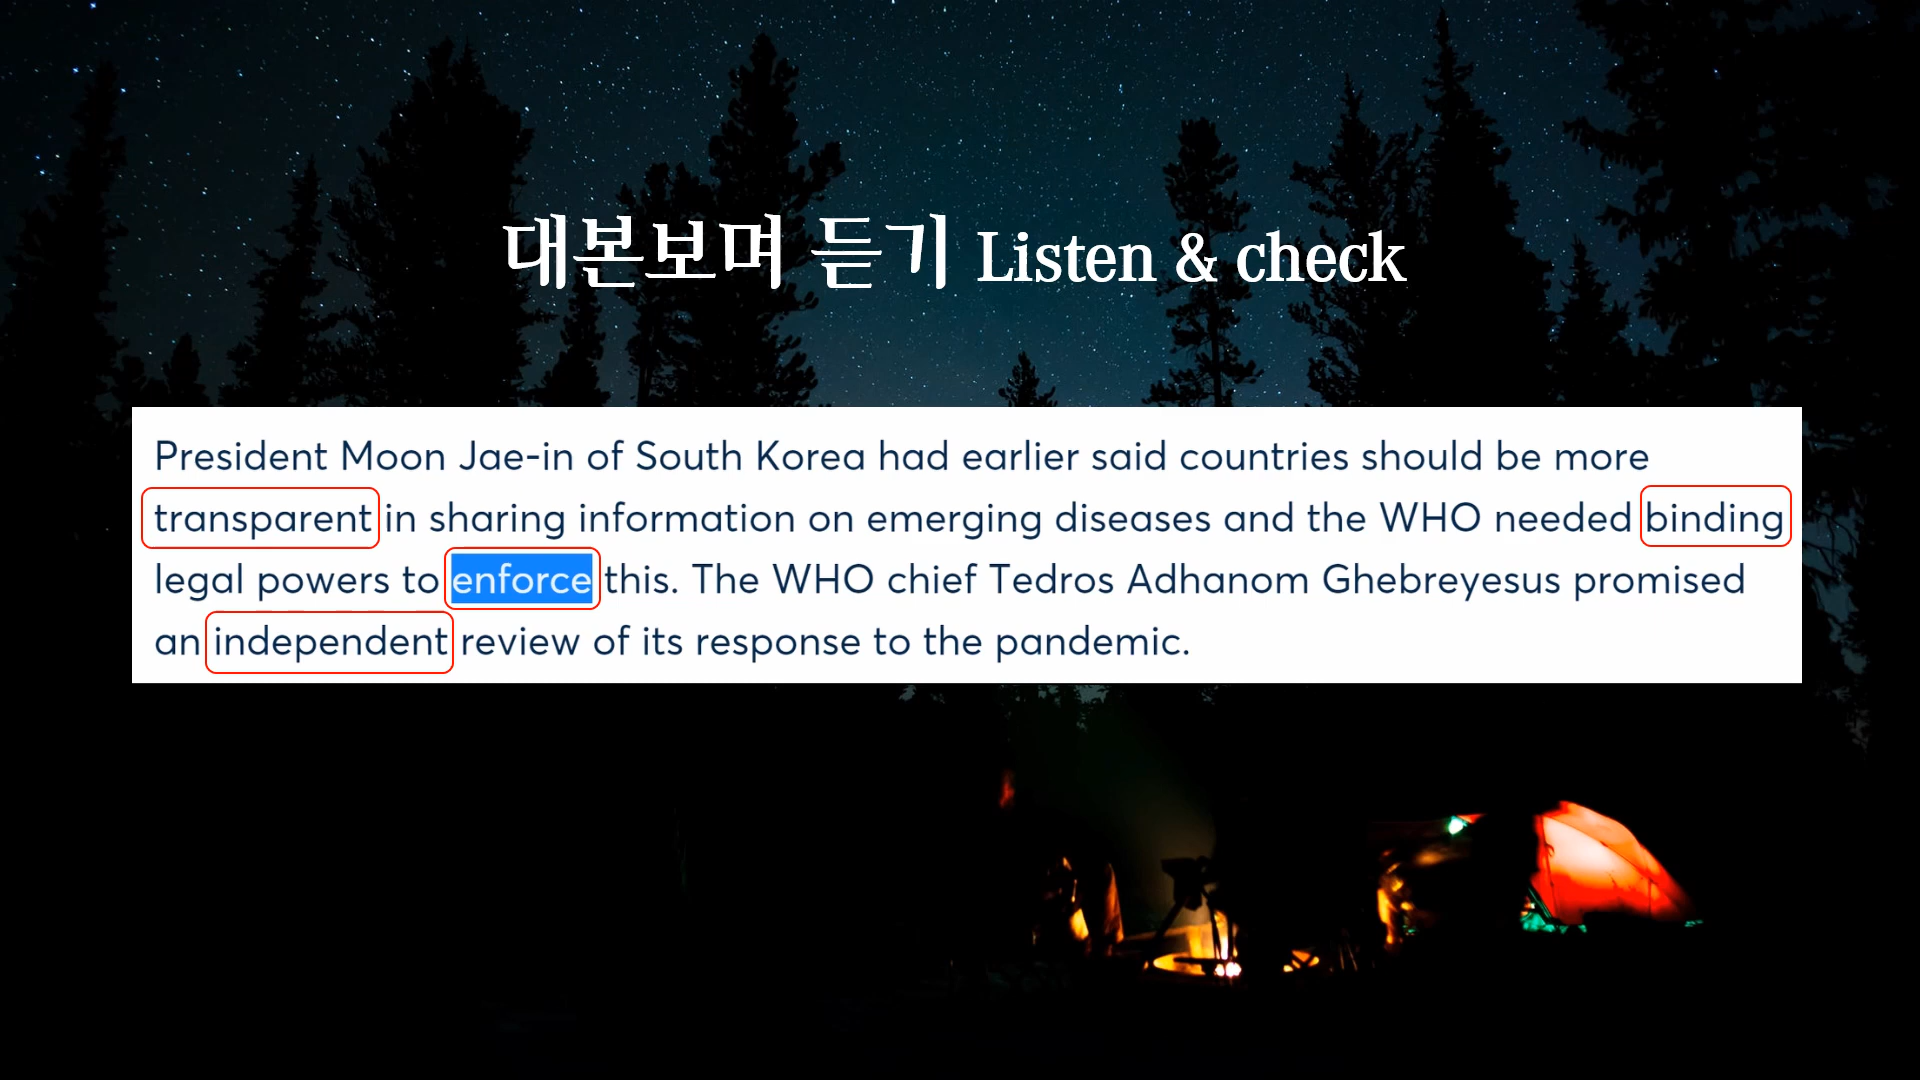 대본보며 듣기 Listen & check
President Moon Jae-in of South Korea had earlier said countries should be more
transparent in sharing information on emerging diseases and the WHO needed binding
legal powers to enforce this. The WHO chief Tedros Adhanom Ghebreyesus promised
an independent review of its response to the pandemic.